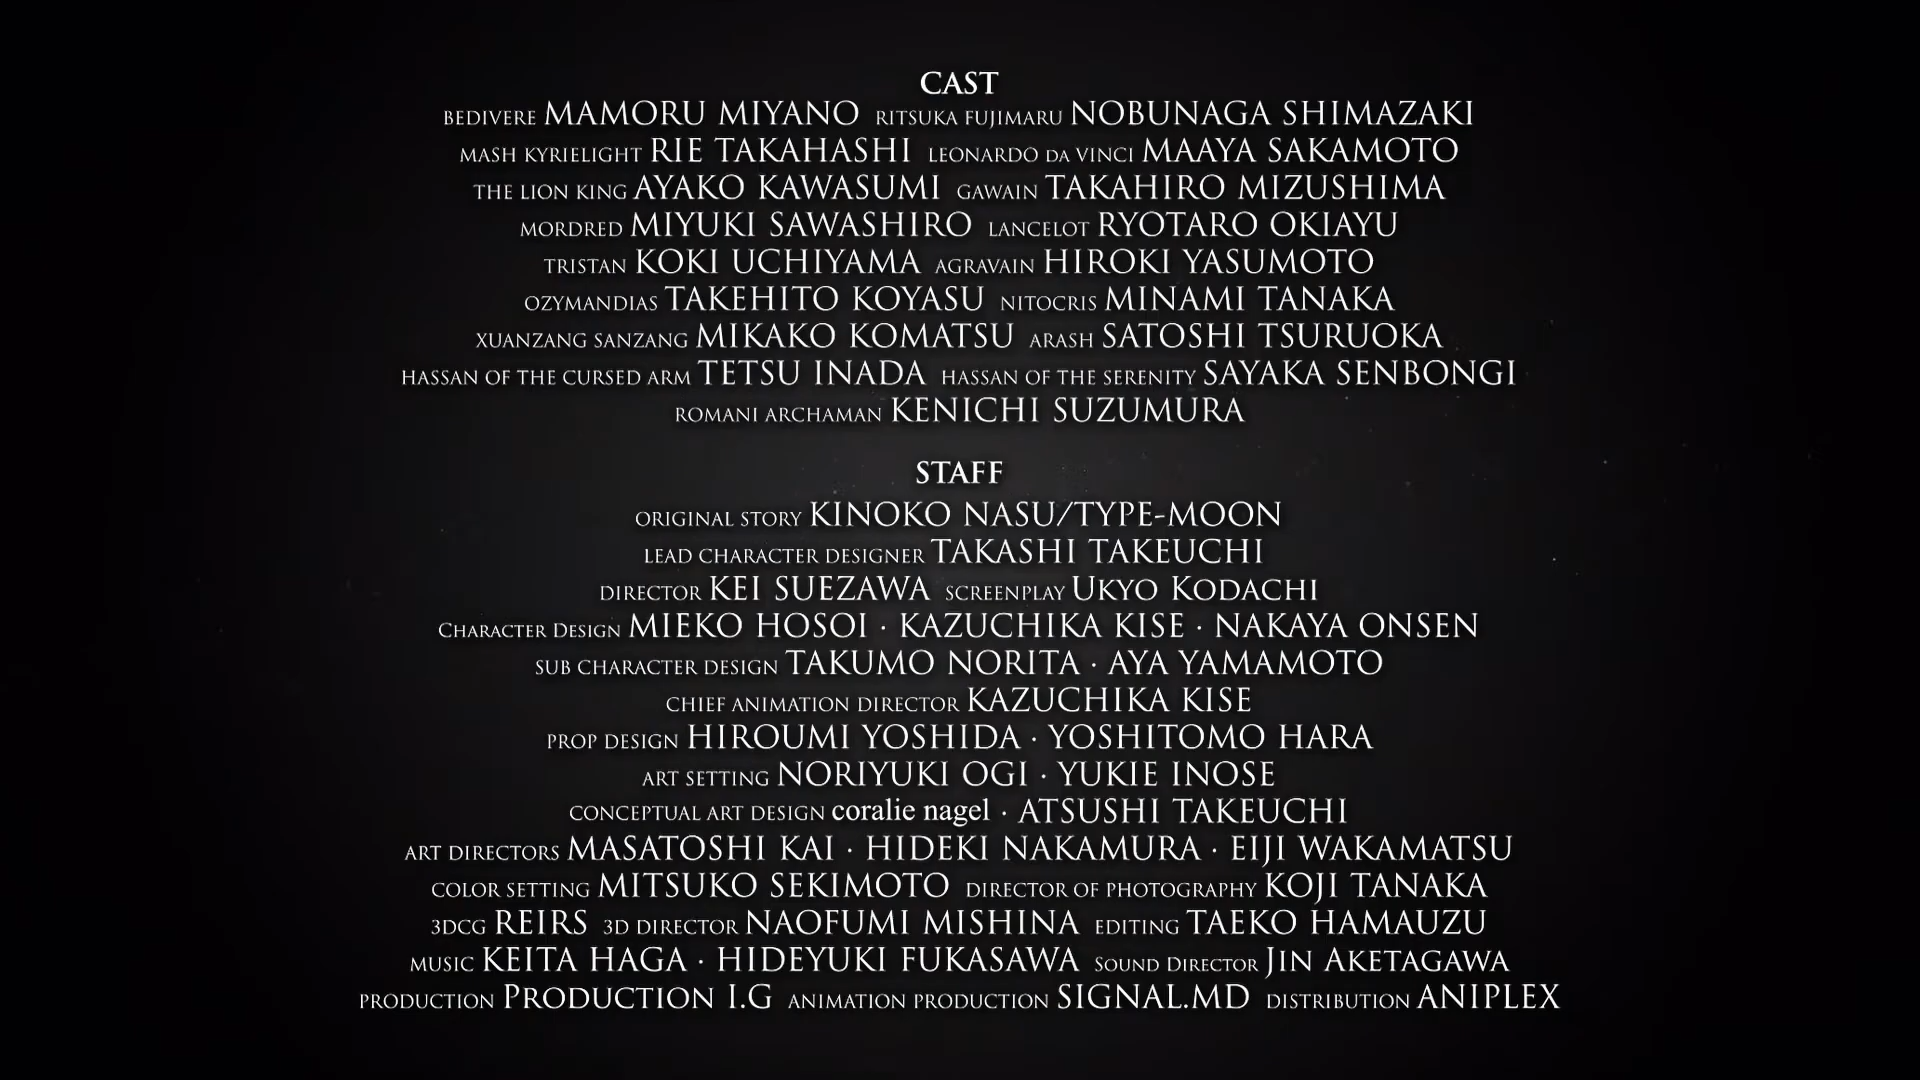 CAST
BEDIVERE MAMORU MIYANO RITSUKA FUJIMARU NOBUNAGA SHIMAZAKI
MASH KYRIELIGHT RIE TAKAHASHI LEONARDO DA VINCI MAAYA SAKAMOTO
THE LION KING AYAKO KAWASUMI GAWAIN TAKAHIRO MIZUSHIMA
MORDRED MIYUKI SAWASHIRO LANCELOT RYOTARO OKIAYU
TRISTAN KOKI UCHIYAMA AGRAVAIN HIROKI YASUMOTO
OZYMANDIAS TAKEHITO KOYASU NITOCRIS MINAMI TANAKA
XUANZANG SANZANG MIKAKO KOMATSU ARASH SATOSHI TSURUOKA
HASSAN OF THE CURSED ARM TETSU INADA HASSAN OF THE SERENITY SAYAKA SENBONGI
ROMANI ARCHAMAN KENICHI SUZUMURA
STAFF
ORIGINAL STORY KINOKO NASU/TYPE-MOON
LEAD CHARACTER DESIGNER TAKASHI TAKEUCHI
DIRECTOR KEI SUEZAWA SCREENPLAY UKYO KODACHI
CHARACTER DESIGN MIEKO HOSOI · KAZUCHIKA KISE · NAKAYA ONSEN
SUB CHARACTER DESIGN TAKUMO NORITA · AYA YAMAMOTO
CHIEF ANIMATION DIRECTOR KAZUCHIKA KISE
PROP DESIGN HIROUMI YOSHIDA · YOSHITOMO HARA
ART SETTING NORIYUKI OGI · YUKIE INOSE
CONCEPTUAL ART DESIGN coralie nagel · ATSUSHI TAKEUCHI
ART DIRECTORS MASATOSHI KAI · HIDEKI NAKAMURA · EIJI WAKAMATSU
COLOR SETTING MITSUKO SEKIMOTO DIRECTOR OF PHOTOGRAPHY KOJI TANAKA
3DCG REIRS 3D DIRECTOR NAOFUMI MISHINA EDITING TAEKO HAMAUZU
MUSIC KEITA HAGA · HIDEYUKI FUKASAWA SOUND DIRECTOR JIN AKETAGAWA
PRODUCTION PRODUCTION I.G ANIMATION PRODUCTION SIGNAL.MD DISTRIBUTION ANIPLEX